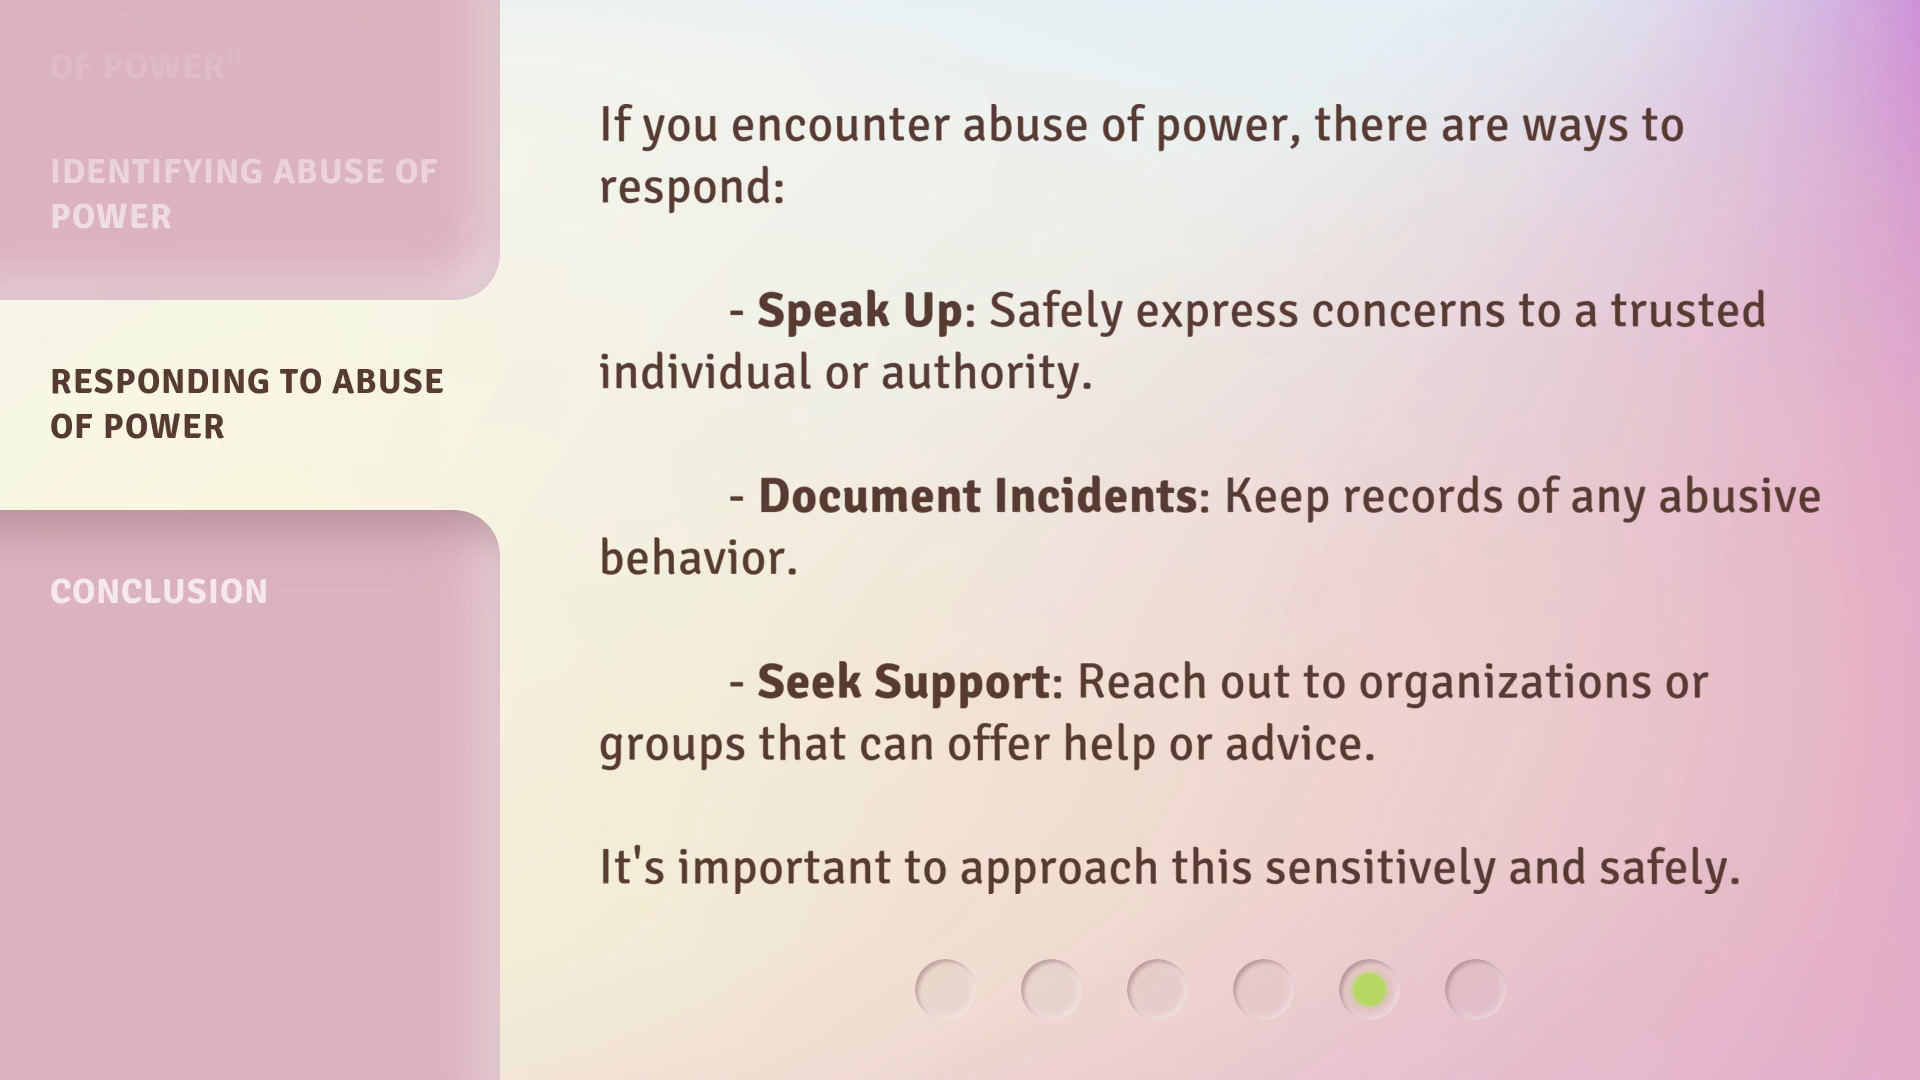 OF POWER"
IDENTIFYING ABUSE OF
POWER
RESPONDING TO ABUSE
OF POWER
CONCLUSION
If you encounter abuse of power, there are ways to
respond:
- Speak Up: Safely express concerns to a trusted
individual or authority.
- Document Incidents: Keep records of any abusive
behavior.
- Seek Support: Reach out to organizations or
groups that can offer help or advice.
It's important to approach this sensitively and safely.